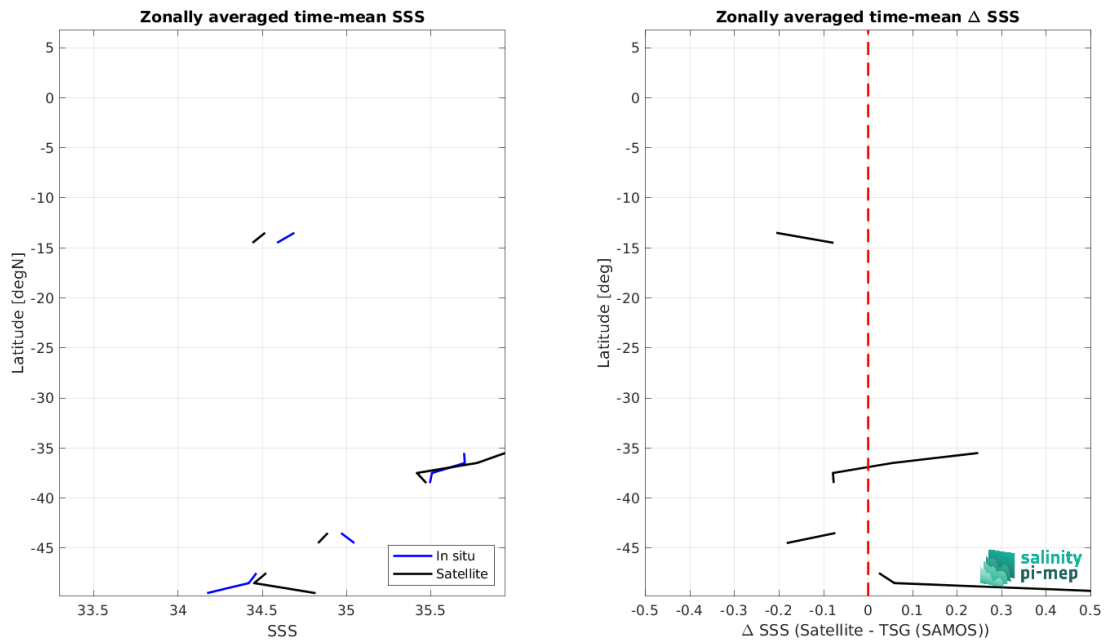 Zonally averaged time-mean SSS
5
0
-5
-10
-15
-20
-25
-30
-35
-40
-45
Latitude [degN]
33.5 34 34.5 35 35.5
SSS
In situ
Satellite
Zonally averaged time-mean Δ SSS
5
0
-5
-10
-15
-20
-25
-30
-35
-40
-45
Latitude [deg]
-0.5 -0.4 -0.3 -0.2 -0.1 0 0.1 0.2 0.3 0.4 0.5
Δ SSS (Satellite - TSG (SAMOS))
salinity
pi-mep